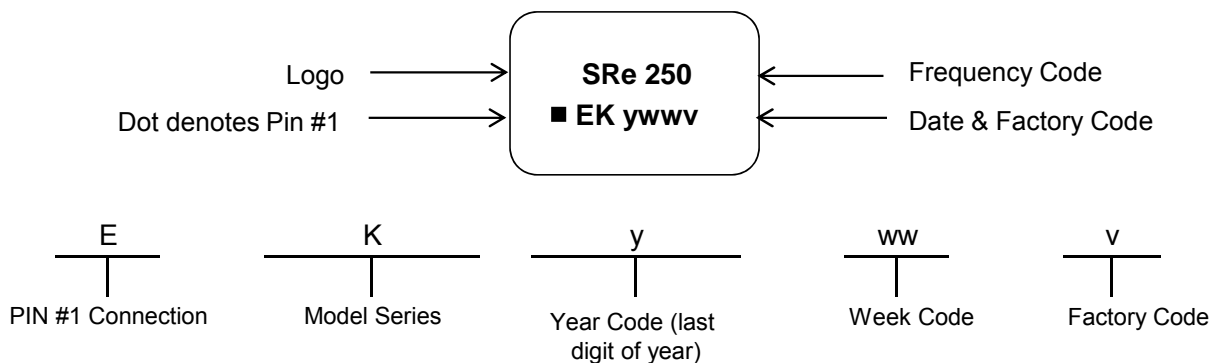 Logo
SRe 250
Frequency Code
Dot denotes Pin #1
■ EK ywwv
Date & Factory Code
E
K
y
ww
v
PIN #1 Connection
Model Series
Year Code (last
digit of year)
Week Code
Factory Code